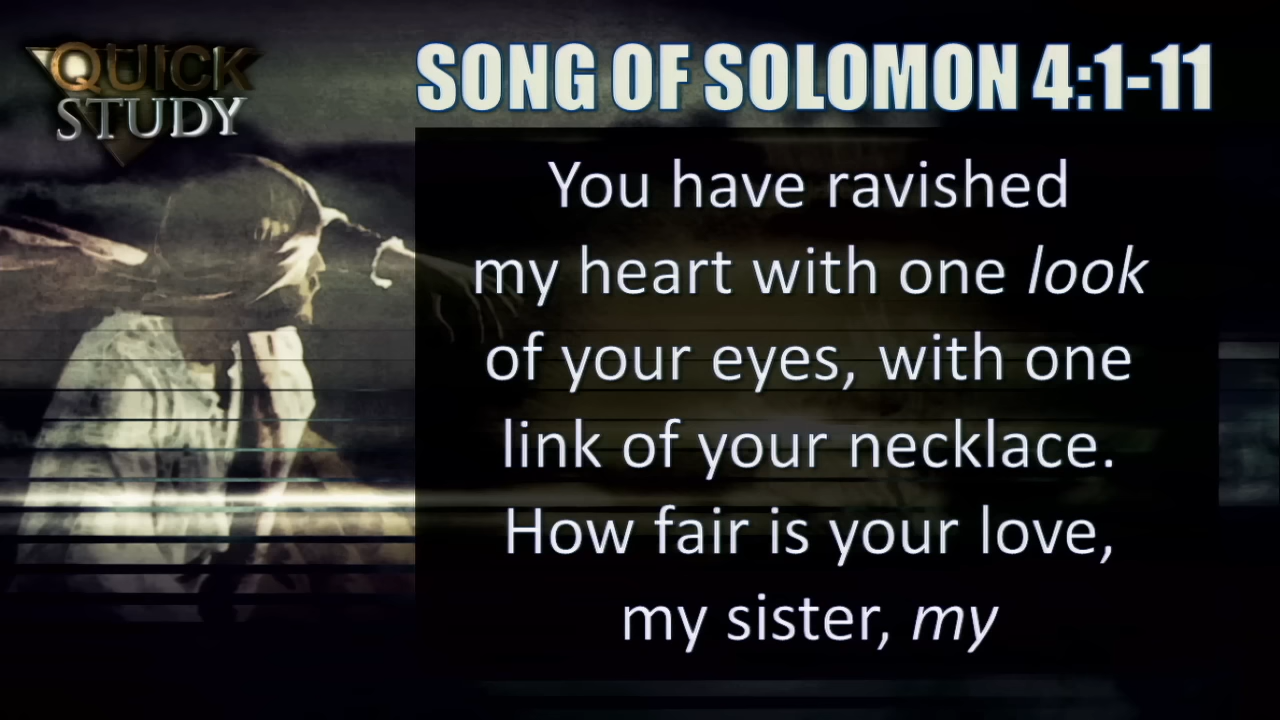 QUICK
STUDY
SONG OF SOLOMON 4:1-11
You have ravished
my heart with one look
of your eyes, with one
link of your necklace.
How fair is your love,
my sister, my